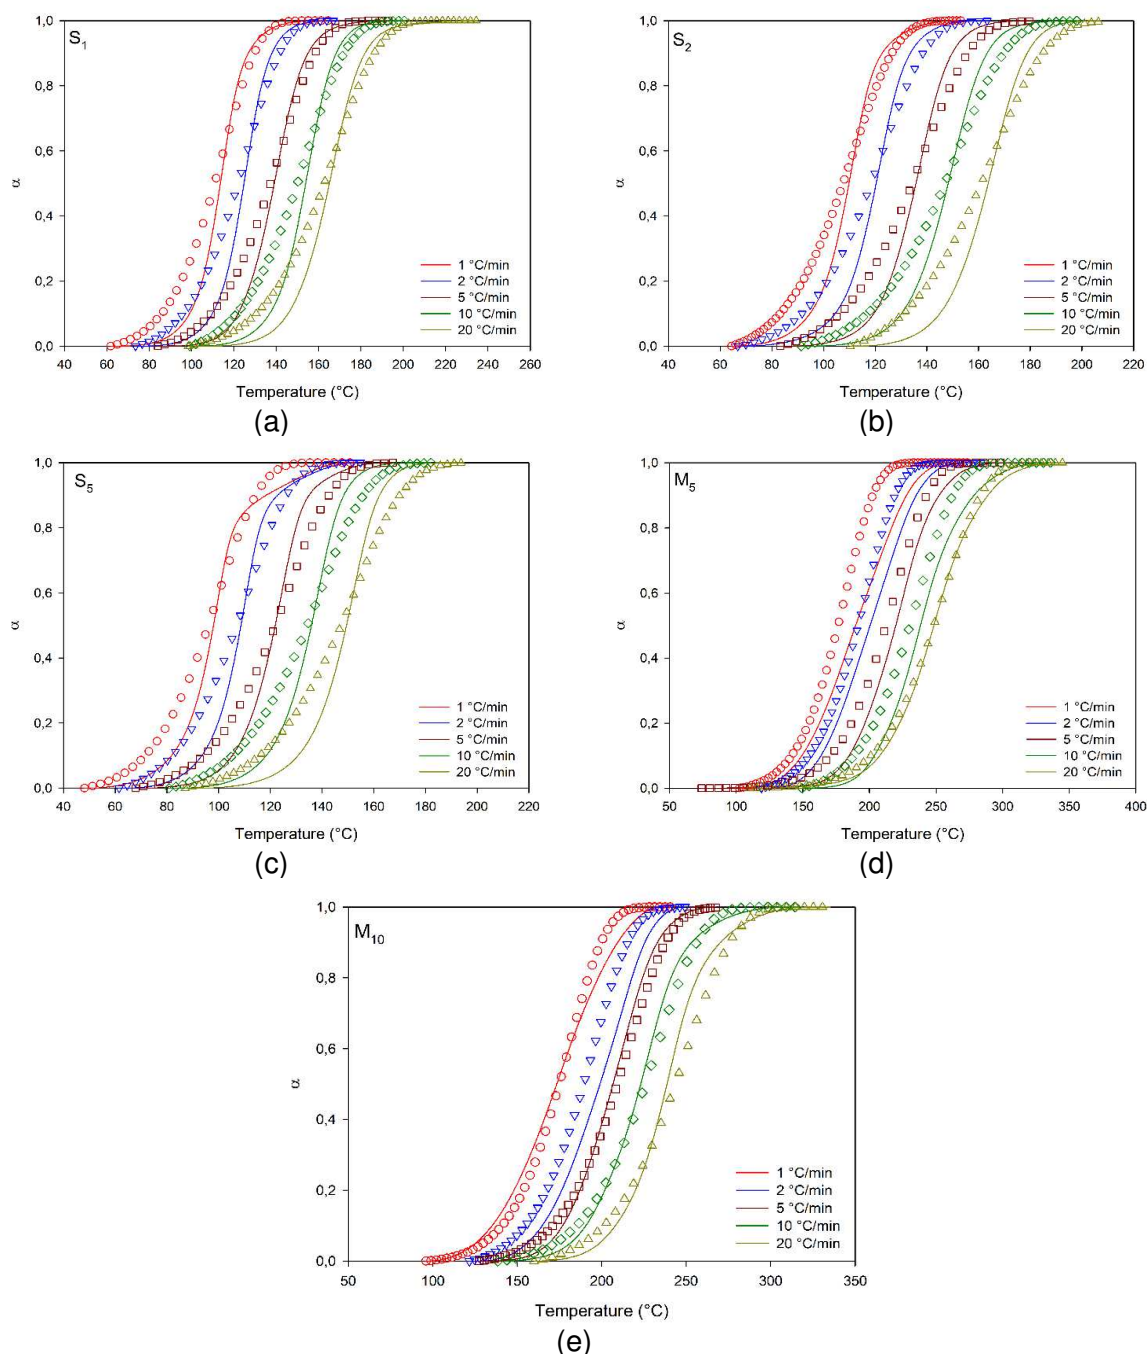 S1
α
1,0
0,8
0,6
0,4
0,2
0,0
40 60 80 100 120 140 160 180 200 220 240 260
Temperature (°C)
1 °C/min
2 °C/min
5 °C/min
10 °C/min
20 °C/min
(a)
S2
α
1,0
0,8
0,6
0,4
0,2
0,0
40 60 80 100 120 140 160 180 200 220
Temperature (°C)
1 °C/min
2 °C/min
5 °C/min
10 °C/min
20 °C/min
(b)
S5
α
1,0
0,8
0,6
0,4
0,2
0,0
40 60 80 100 120 140 160 180 200 220
Temperature (°C)
1 °C/min
2 °C/min
5 °C/min
10 °C/min
20 °C/min
(c)
M5
α
1,0
0,8
0,6
0,4
0,2
0,0
50 100 150 200 250 300 350 400
Temperature (°C)
1 °C/min
2 °C/min
5 °C/min
10 °C/min
20 °C/min
(d)
M10
α
1,0
0,8
0,6
0,4
0,2
0,0
50 100 150 200 250 300 350
Temperature (°C)
1 °C/min
2 °C/min
5 °C/min
10 °C/min
20 °C/min
(e)